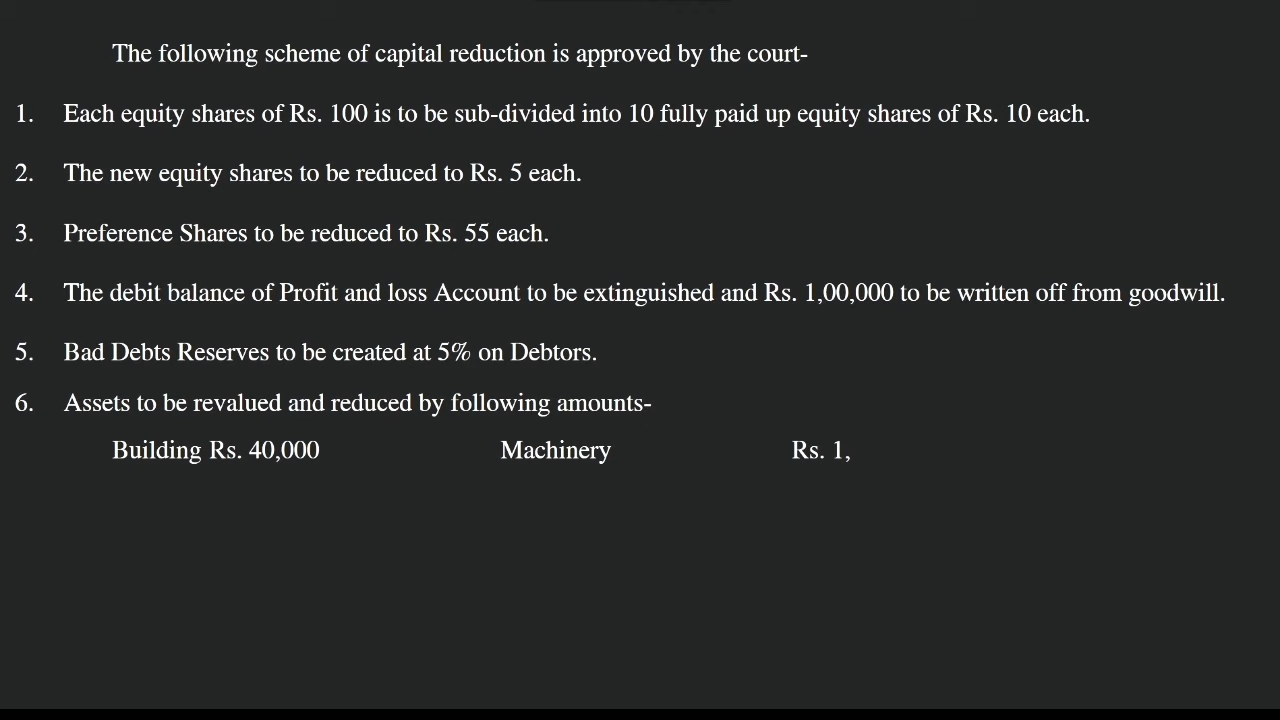 The following scheme of capital reduction is approved by the court-
1. Each equity shares of Rs. 100 is to be sub-divided into 10 fully paid up equity shares of Rs. 10 each.
2. The new equity shares to be reduced to Rs. 5 each.
3. Preference Shares to be reduced to Rs. 55 each.
4. The debit balance of Profit and loss Account to be extinguished and Rs. 1,00,000 to be written off from goodwill.
5. Bad Debts Reserves to be created at 5% on Debtors.
6. Assets to be revalued and reduced by following amounts-
Building Rs. 40,000 Machinery Rs. 1,